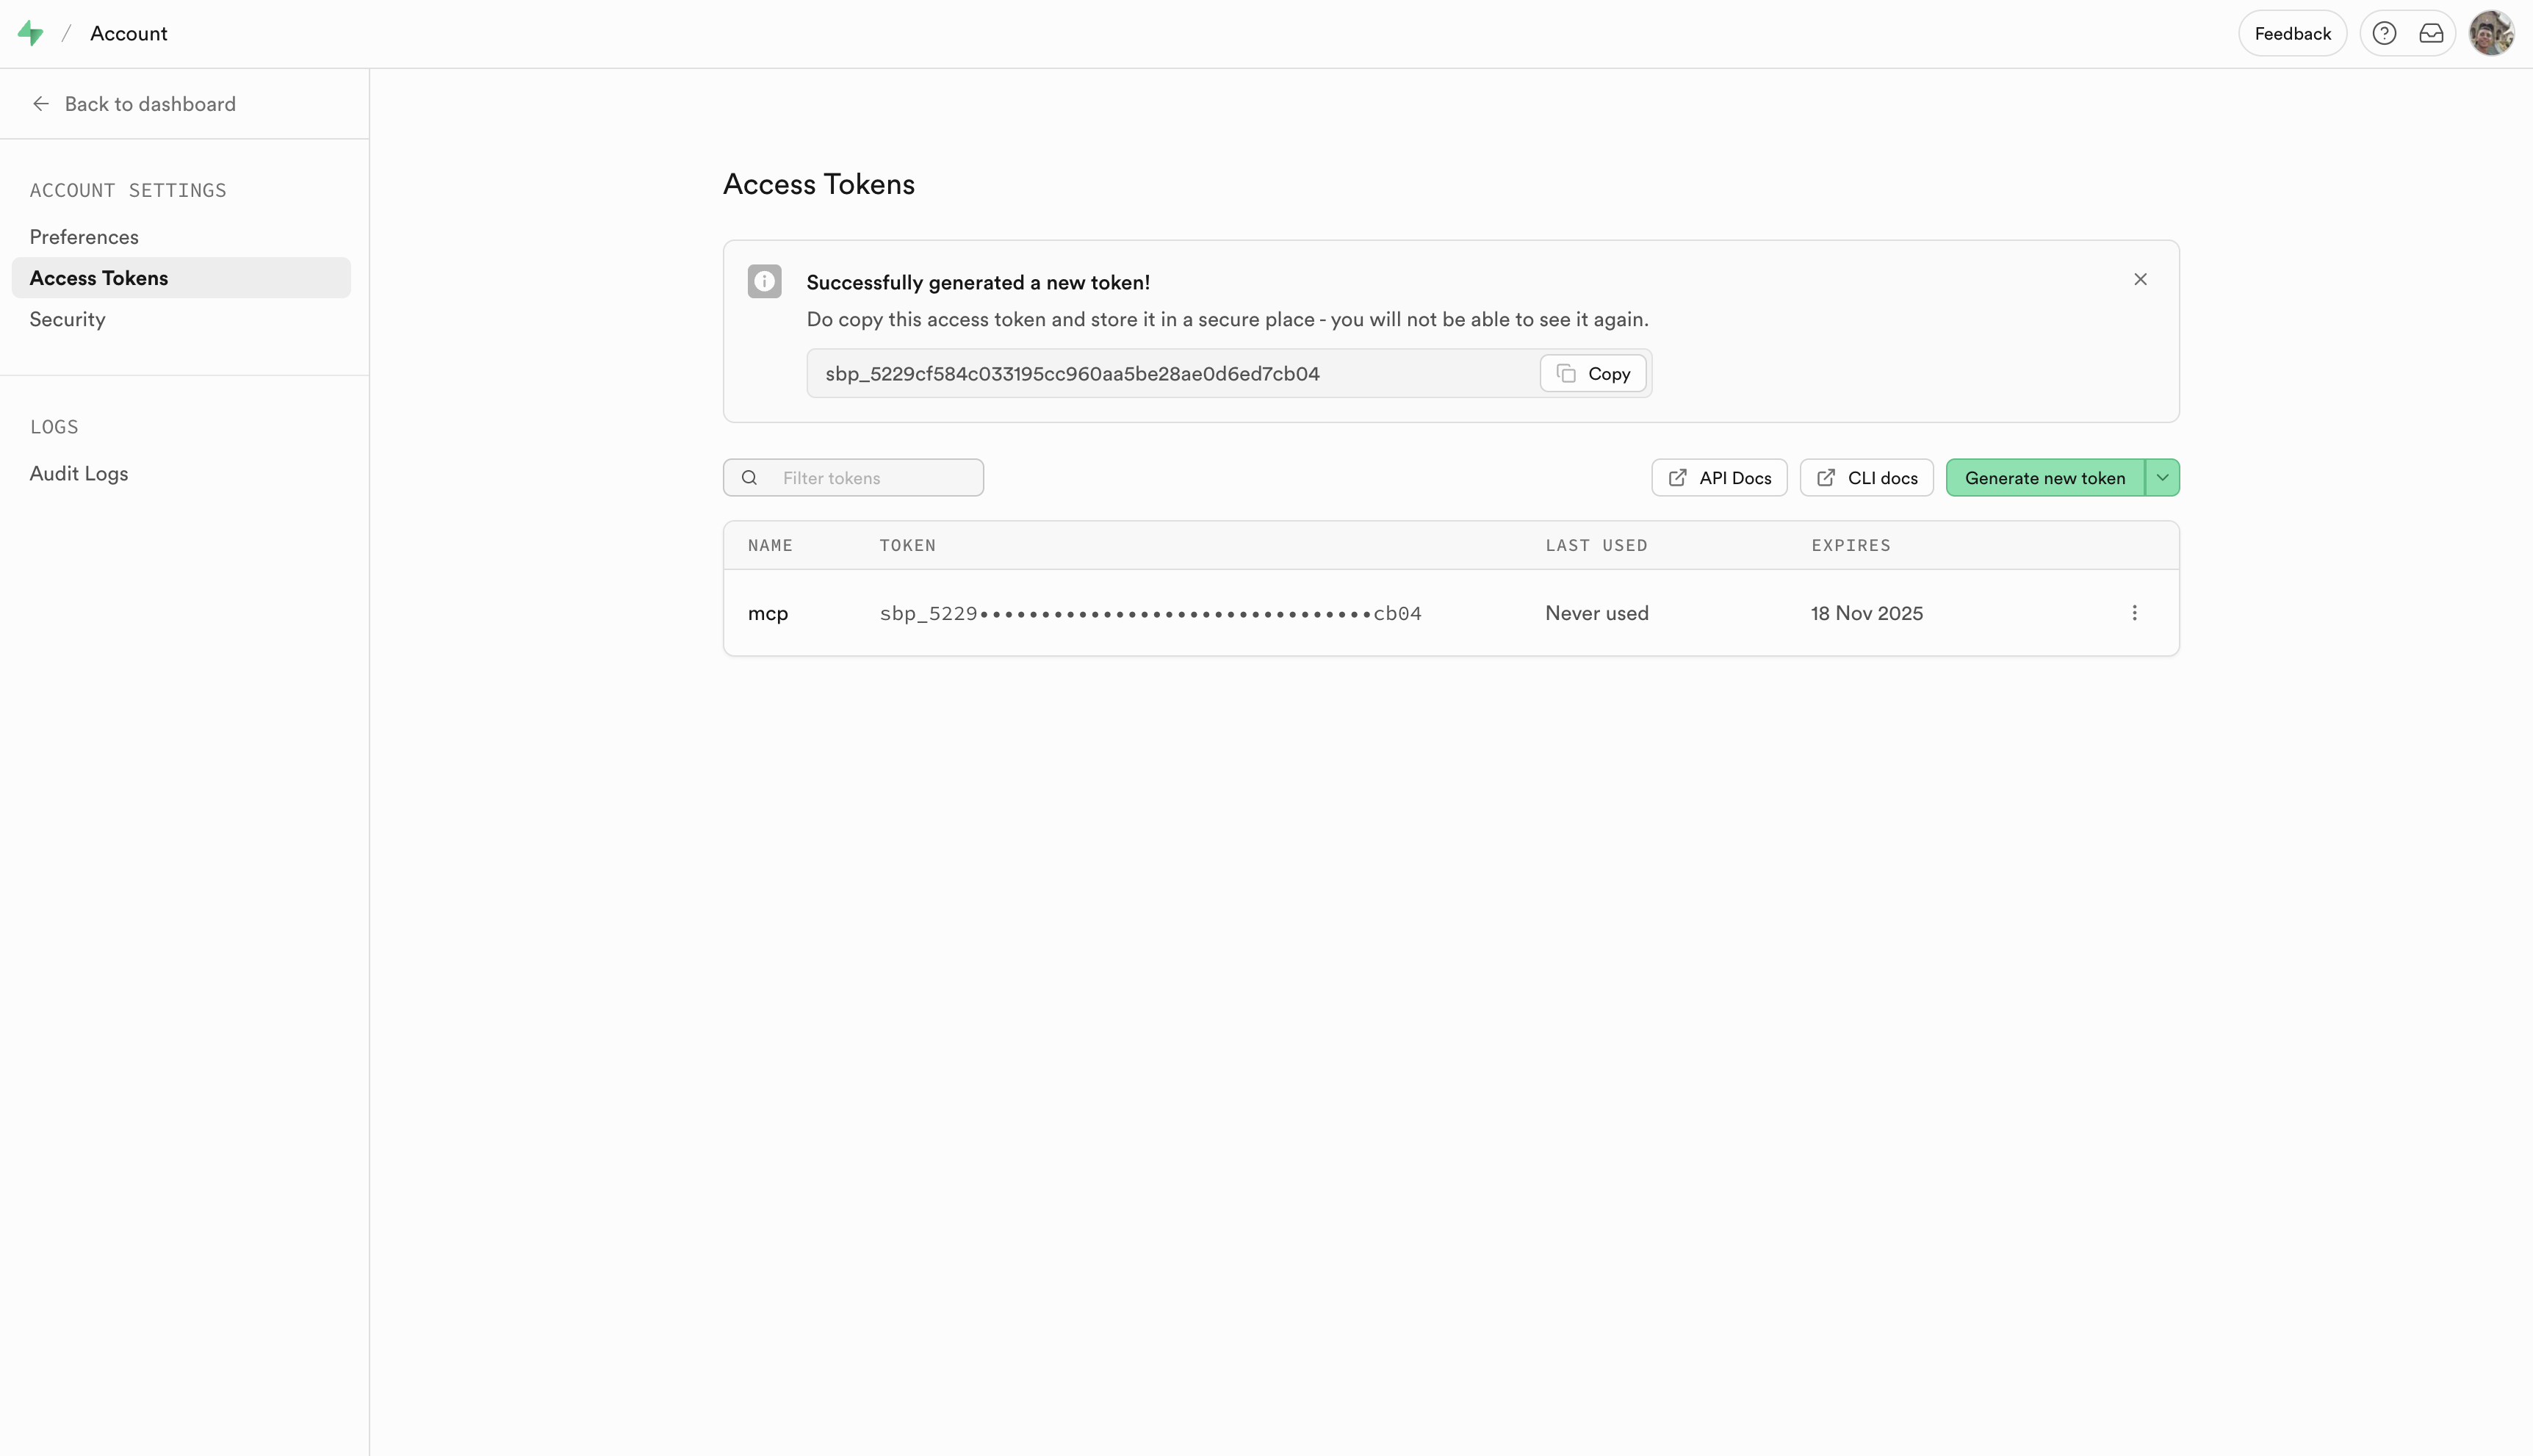 / Account
Feedback
Back to dashboard
ACCOUNT SETTINGS
Preferences
Access Tokens
Security
LOGS
Audit Logs
Access Tokens
Successfully generated a new token!
Do copy this access token and store it in a secure place - you will not be able to see it again.
sbp_5229cf584c033195cc960aa5be28ae0d6ed7cb04
Copy
Filter tokens
API Docs
CLI docs
Generate new token
NAME TOKEN LAST USED EXPIRES
mcp sbp_5229••••••••••••••••••••••••••••••••cb04 Never used 18 Nov 2025